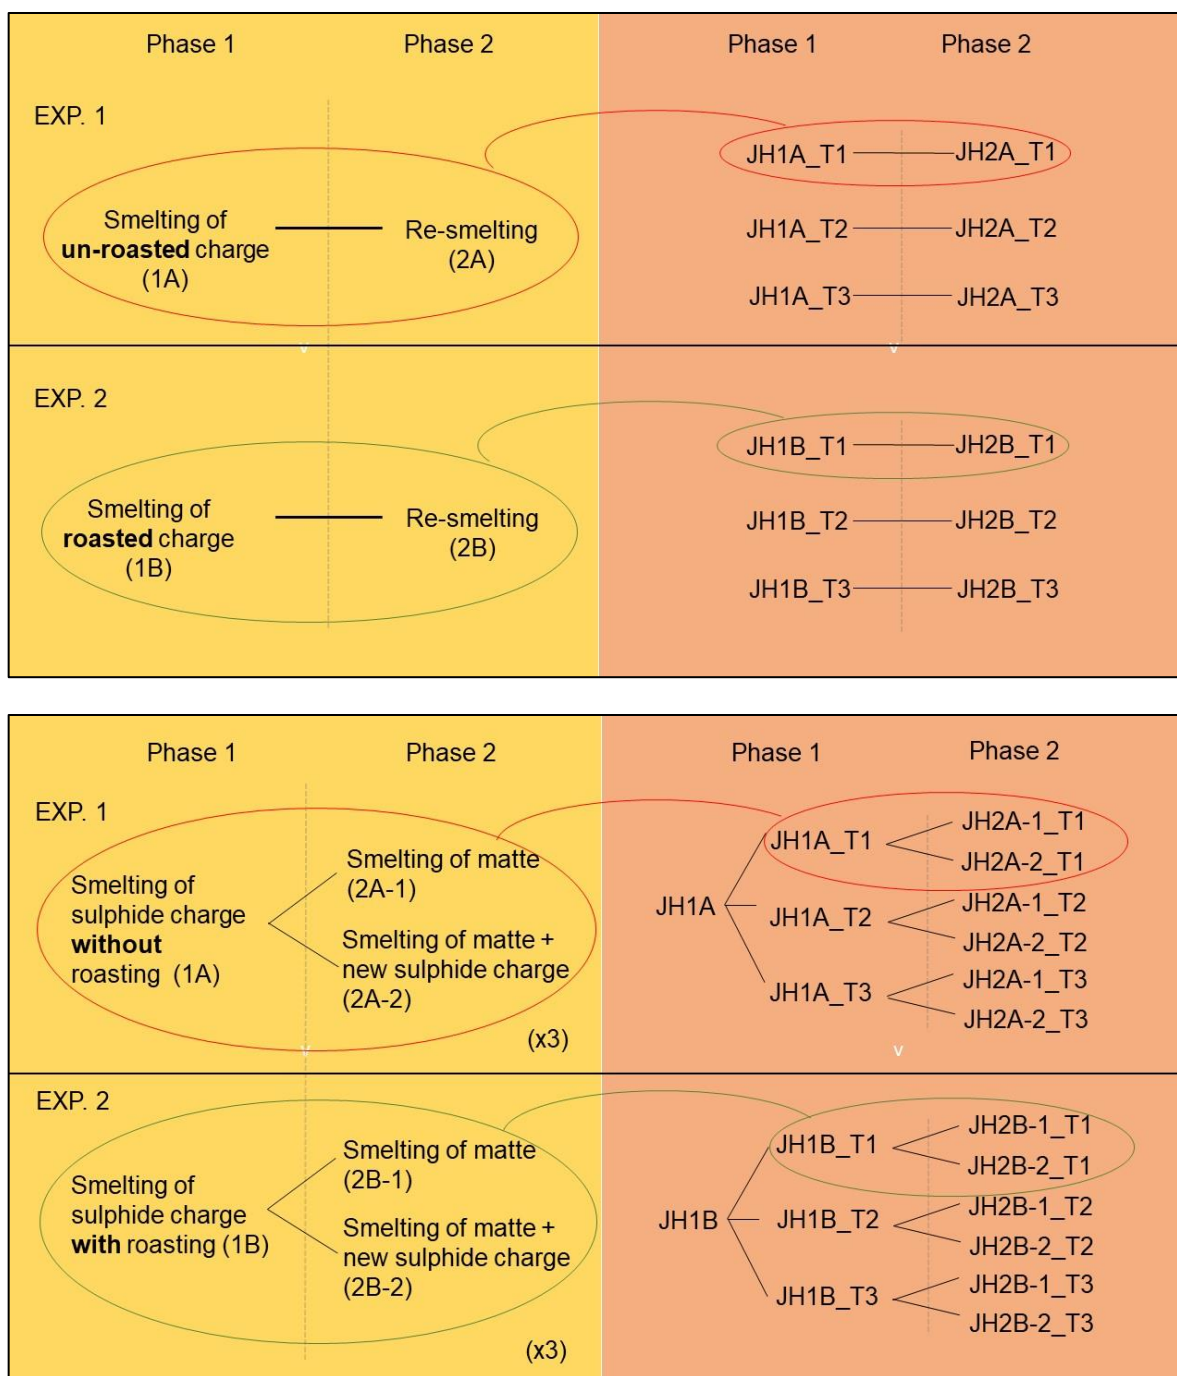 Phase 1
Phase 2
Phase 1
Phase 2
EXP. 1
Smelting of
un-roasted charge
(1A)
Re-smelting
(2A)
JH1A_T1
JH2A_T1
JH1A_T2
JH2A_T2
JH1A_T3
JH2A_T3
v
v
EXP. 2
Smelting of
roasted charge
(1B)
Re-smelting
(2B)
JH1B_T1
JH2B_T1
JH1B_T2
JH2B_T2
JH1B_T3
JH2B_T3
Phase 1
Phase 2
Phase 1
Phase 2
EXP. 1
Smelting of
sulphide charge
without
roasting (1A)
Smelting of matte
(2A-1)
Smelting of matte +
new sulphide charge
(2A-2)
(x3)
JH1A
JH1A_T1
JH1A_T2
JH1A_T3
JH2A-1_T1
JH2A-2_T1
JH2A-1_T2
JH2A-2_T2
JH2A-1_T3
JH2A-2_T3
v
v
EXP. 2
Smelting of
sulphide charge
with roasting (1B)
Smelting of matte
(2B-1)
Smelting of matte +
new sulphide charge
(2B-2)
(x3)
JH1B
JH1B_T1
JH1B_T2
JH1B_T3
JH2B-1_T1
JH2B-2_T1
JH2B-1_T2
JH2B-2_T2
JH2B-1_T3
JH2B-2_T3